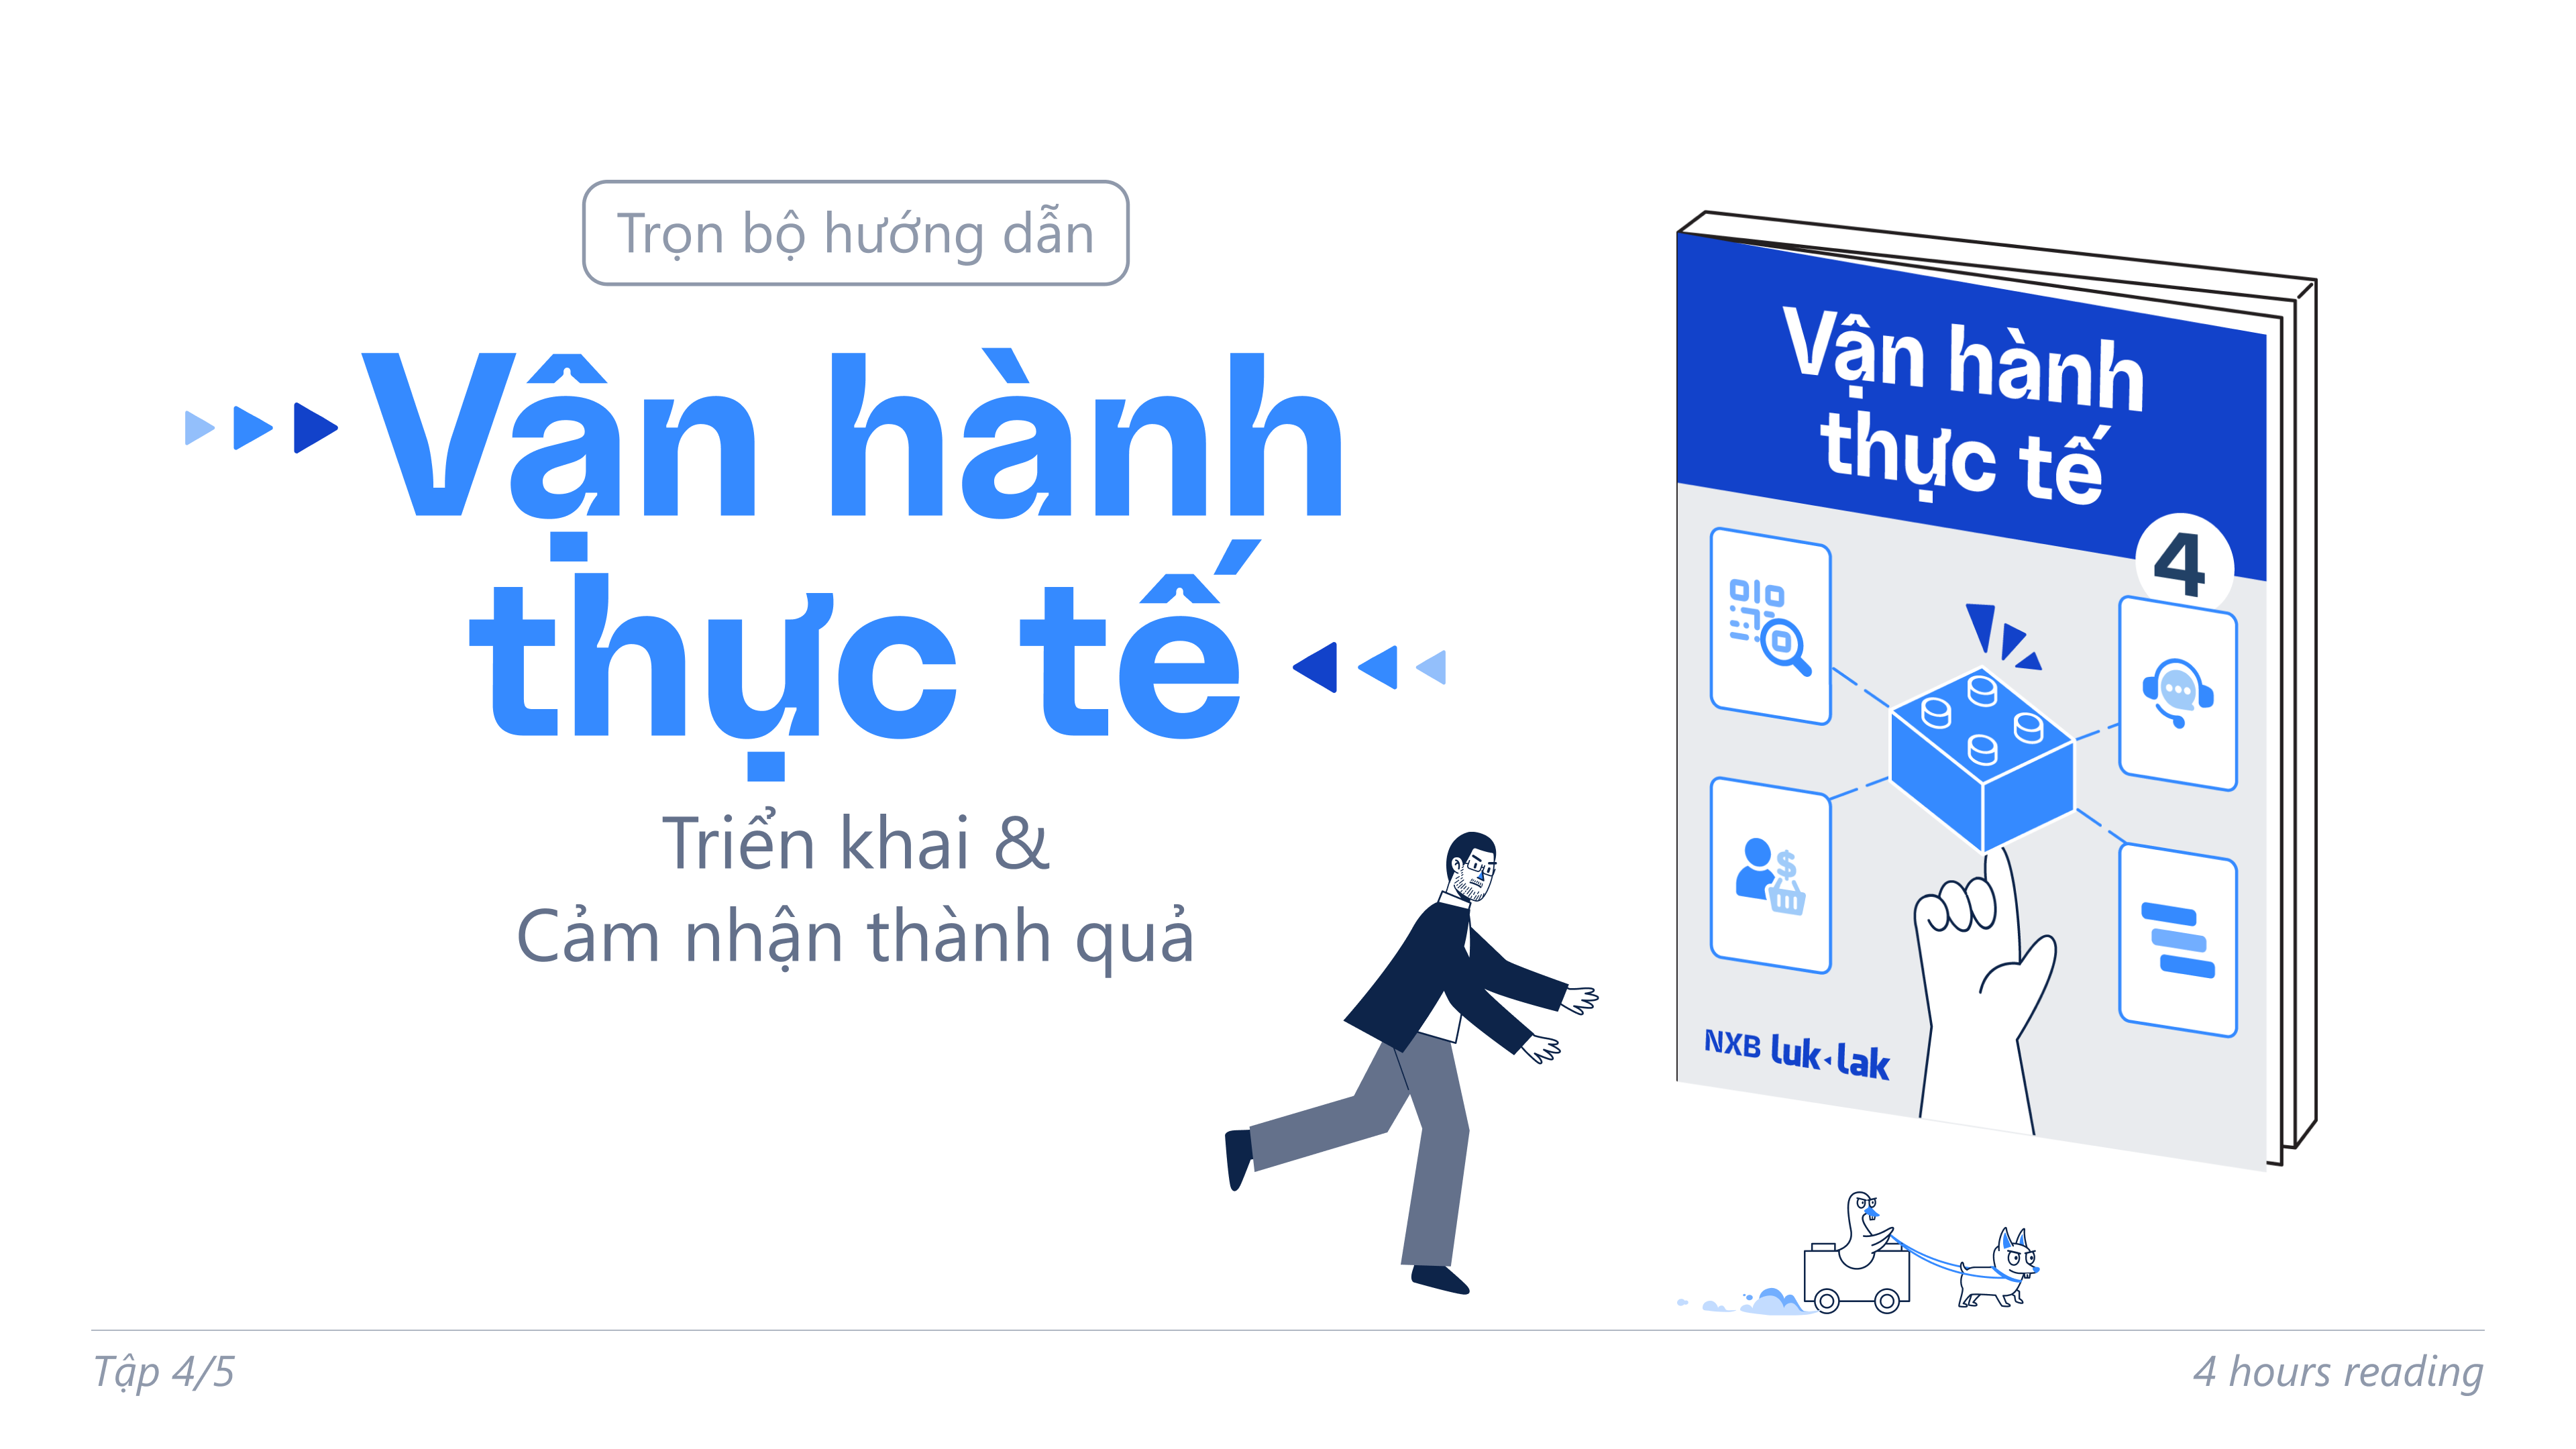 Trọn bộ hướng dẫn
Vận hành
thực tế
Triển khai &
Cảm nhận thành quả
Vận hành
thực tế
4
NXB luk lak
Tập 4/5
4 hours reading